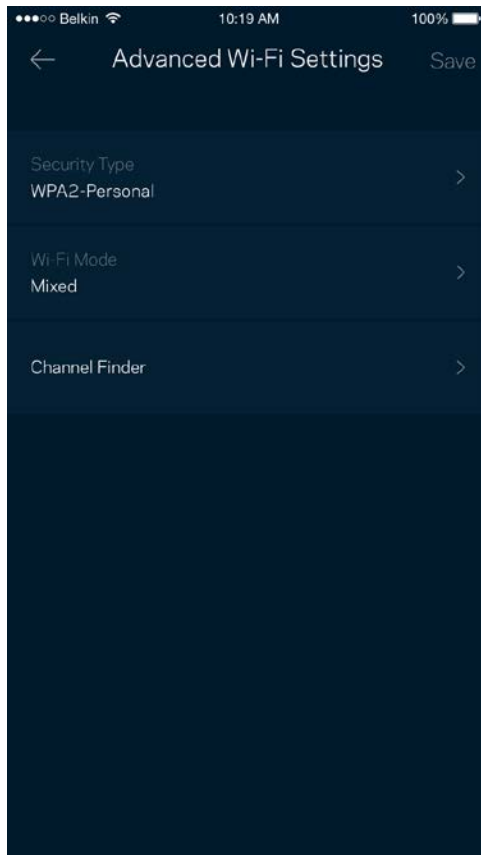 Belkin 10:19 AM 100%
Advanced Wi-Fi Settings Save
Security Type
WPA2-Personal
Wi-Fi Mode
Mixed
Channel Finder